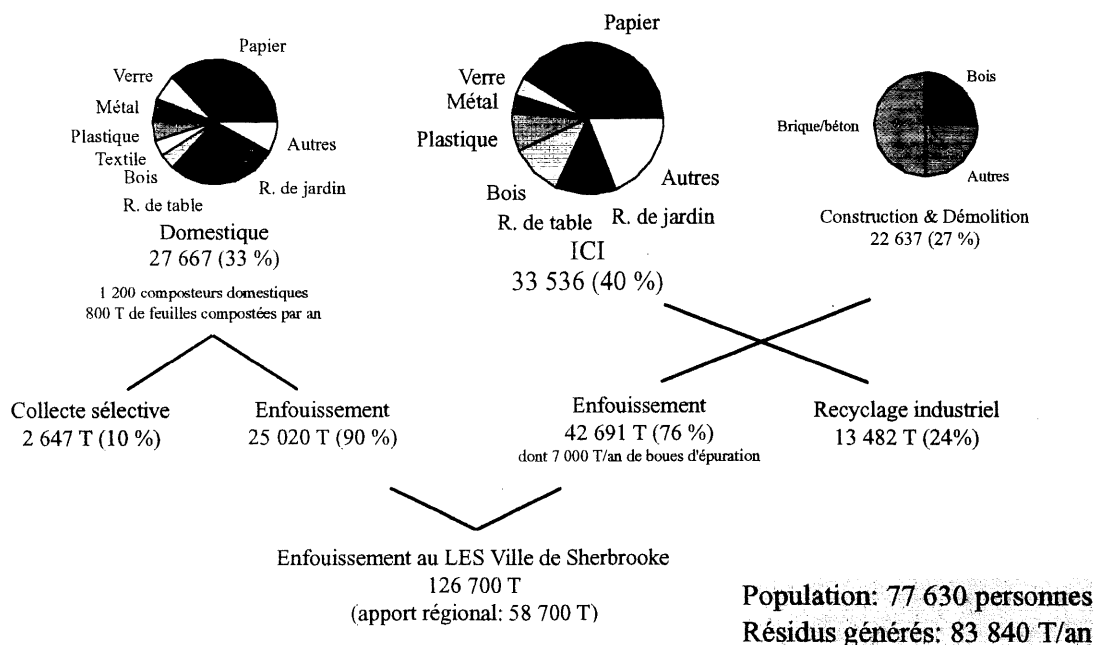 Papier
Verre
Métal
Plastique
Textile
Bois
R. de table
R. de jardin
Autres
Domestique
27 667 (33 %)
1 200 composteurs domestiques
800 T de feuilles compostées par an
Papier
Verre
Métal
Plastique
Bois
R. de table
R. de jardin
Autres
ICI
33 536 (40 %)
Bois
Brique/béton
Autres
Construction & Démolition
22 637 (27 %)
Collecte sélective
2 647 T (10 %)
Enfouissement
25 020 T (90 %)
Enfouissement
42 691 T (76 %)
dont 7 000 T/an de boues d'épuration
Recyclage industriel
13 482 T (24%)
Enfouissement au LES Ville de Sherbrooke
126 700 T
(apport régional: 58 700 T)
Population: 77 630 personnes
Résidus générés: 83 840 T/an